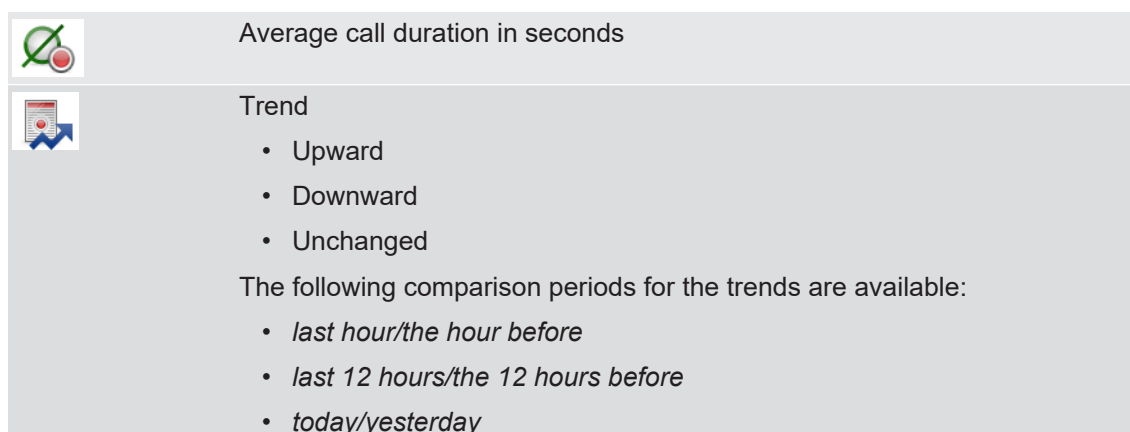 Average call duration in seconds
Trend
• Upward
• Downward
• Unchanged
The following comparison periods for the trends are available:
• last hour/the hour before
• last 12 hours/the 12 hours before
• today/yesterday